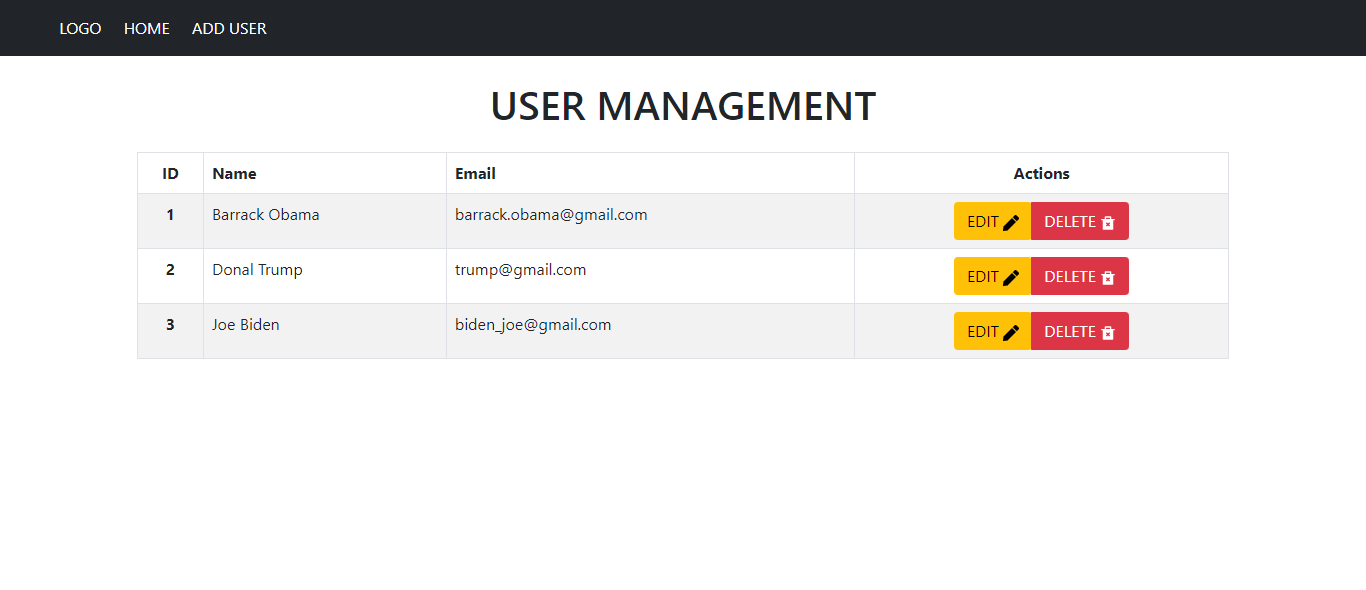 LOGO HOME ADD USER
USER MANAGEMENT
ID Name Email Actions
1 Barrack Obama barrack.obama@gmail.com EDIT DELETE
2 Donal Trump trump@gmail.com EDIT DELETE
3 Joe Biden biden_joe@gmail.com EDIT DELETE